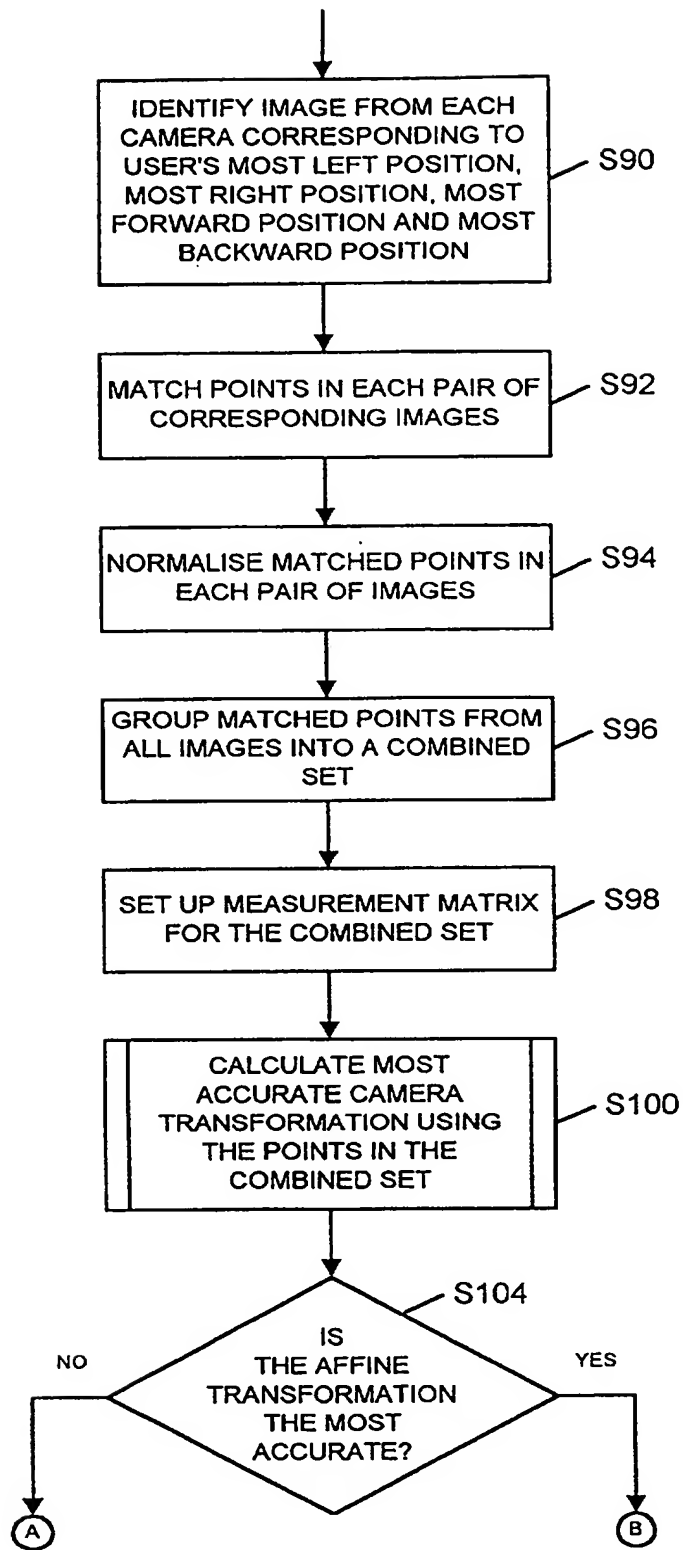 IDENTIFY IMAGE FROM EACH
CAMERA CORRESPONDING TO
USER'S MOST LEFT POSITION,
MOST RIGHT POSITION, MOST
FORWARD POSITION AND MOST
BACKWARD POSITION
S90
MATCH POINTS IN EACH PAIR OF
CORRESPONDING IMAGES
S92
NORMALISE MATCHED POINTS IN
EACH PAIR OF IMAGES
S94
GROUP MATCHED POINTS FROM
ALL IMAGES INTO A COMBINED
SET
S96
SET UP MEASUREMENT MATRIX
FOR THE COMBINED SET
S98
CALCULATE MOST
ACCURATE CAMERA
TRANSFORMATION USING
THE POINTS IN THE
COMBINED SET
S100
S104
IS
THE AFFINE
TRANSFORMATION
THE MOST
ACCURATE?
NO
YES
A
B